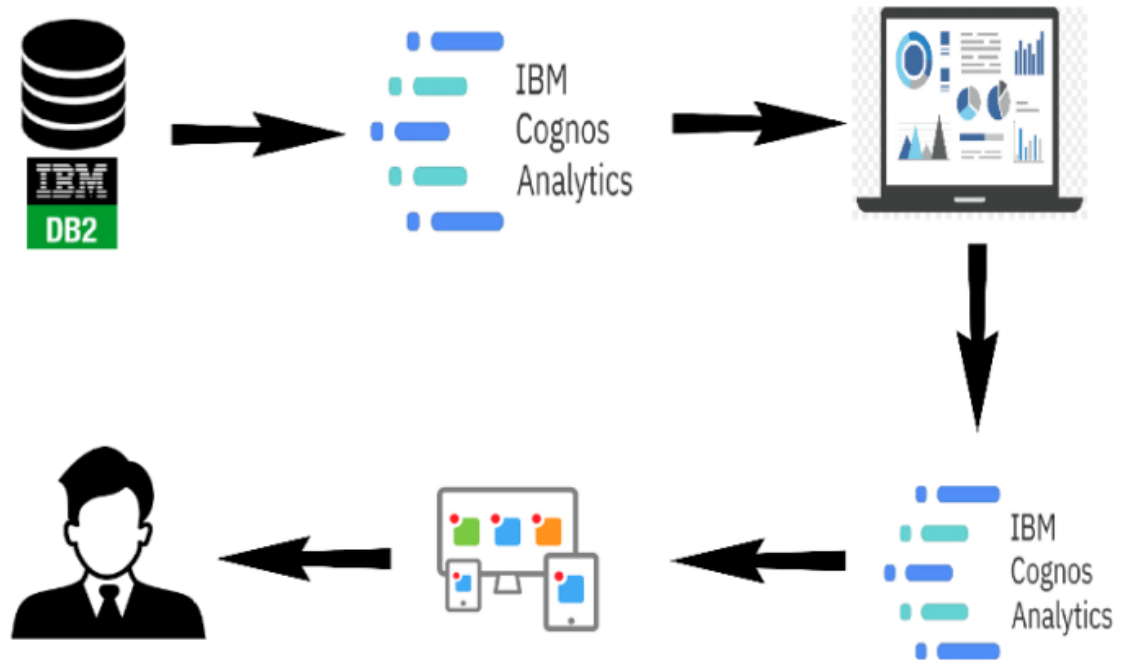 IBM
DB2
IBM
Cognos
Analytics
IBM
Cognos
Analytics